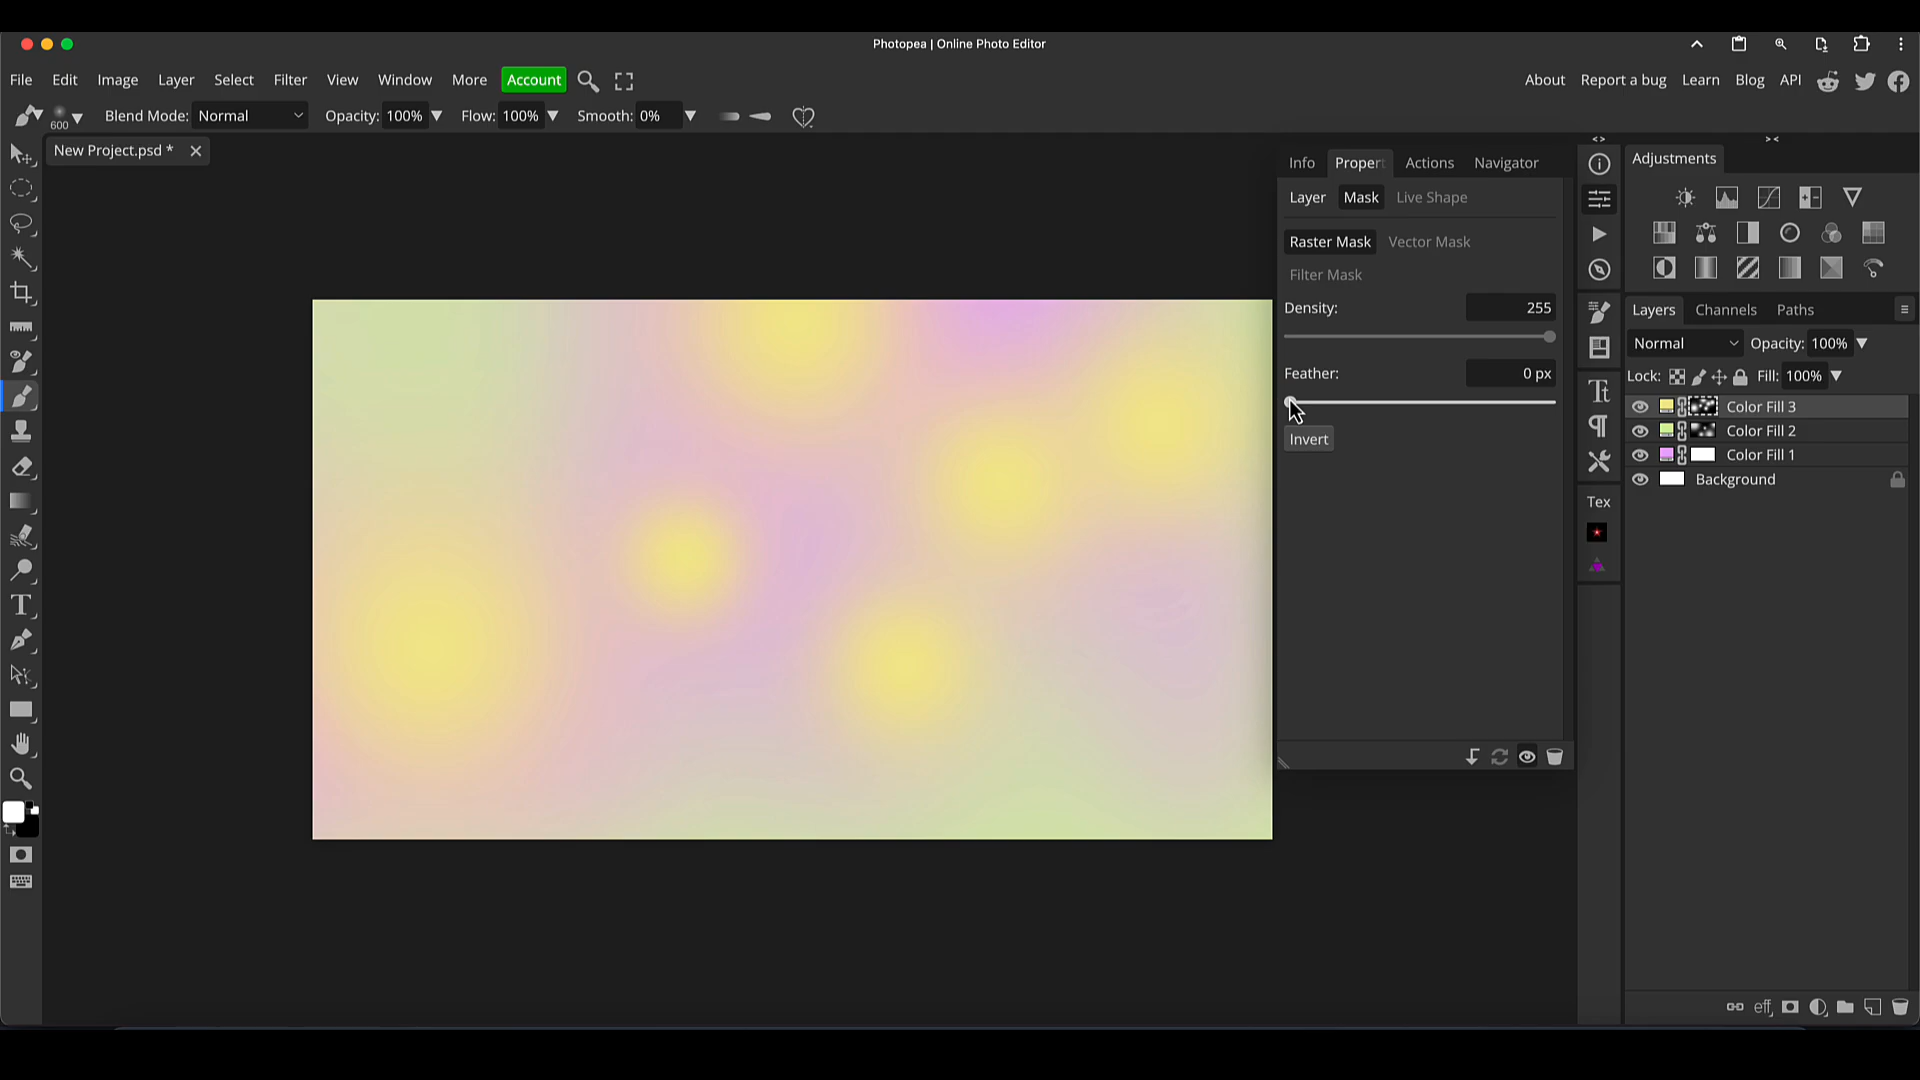 Photopea | Online Photo Editor
File Edit Image Layer Select Filter View Window More Account
About Report a bug Learn Blog API
600 Blend Mode: Normal Opacity: 100% Flow: 100% Smooth: 0%
New Project.psd *
Info Proper Actions Navigator
Layer Mask Live Shape
Raster Mask Vector Mask
Filter Mask
Density: 255
Feather: 0 px
Invert
Tex
Adjustments
Layers Channels Paths
Normal Opacity: 100%
Lock: Fill: 100%
Color Fill 3
Color Fill 2
Color Fill 1
Background
eff